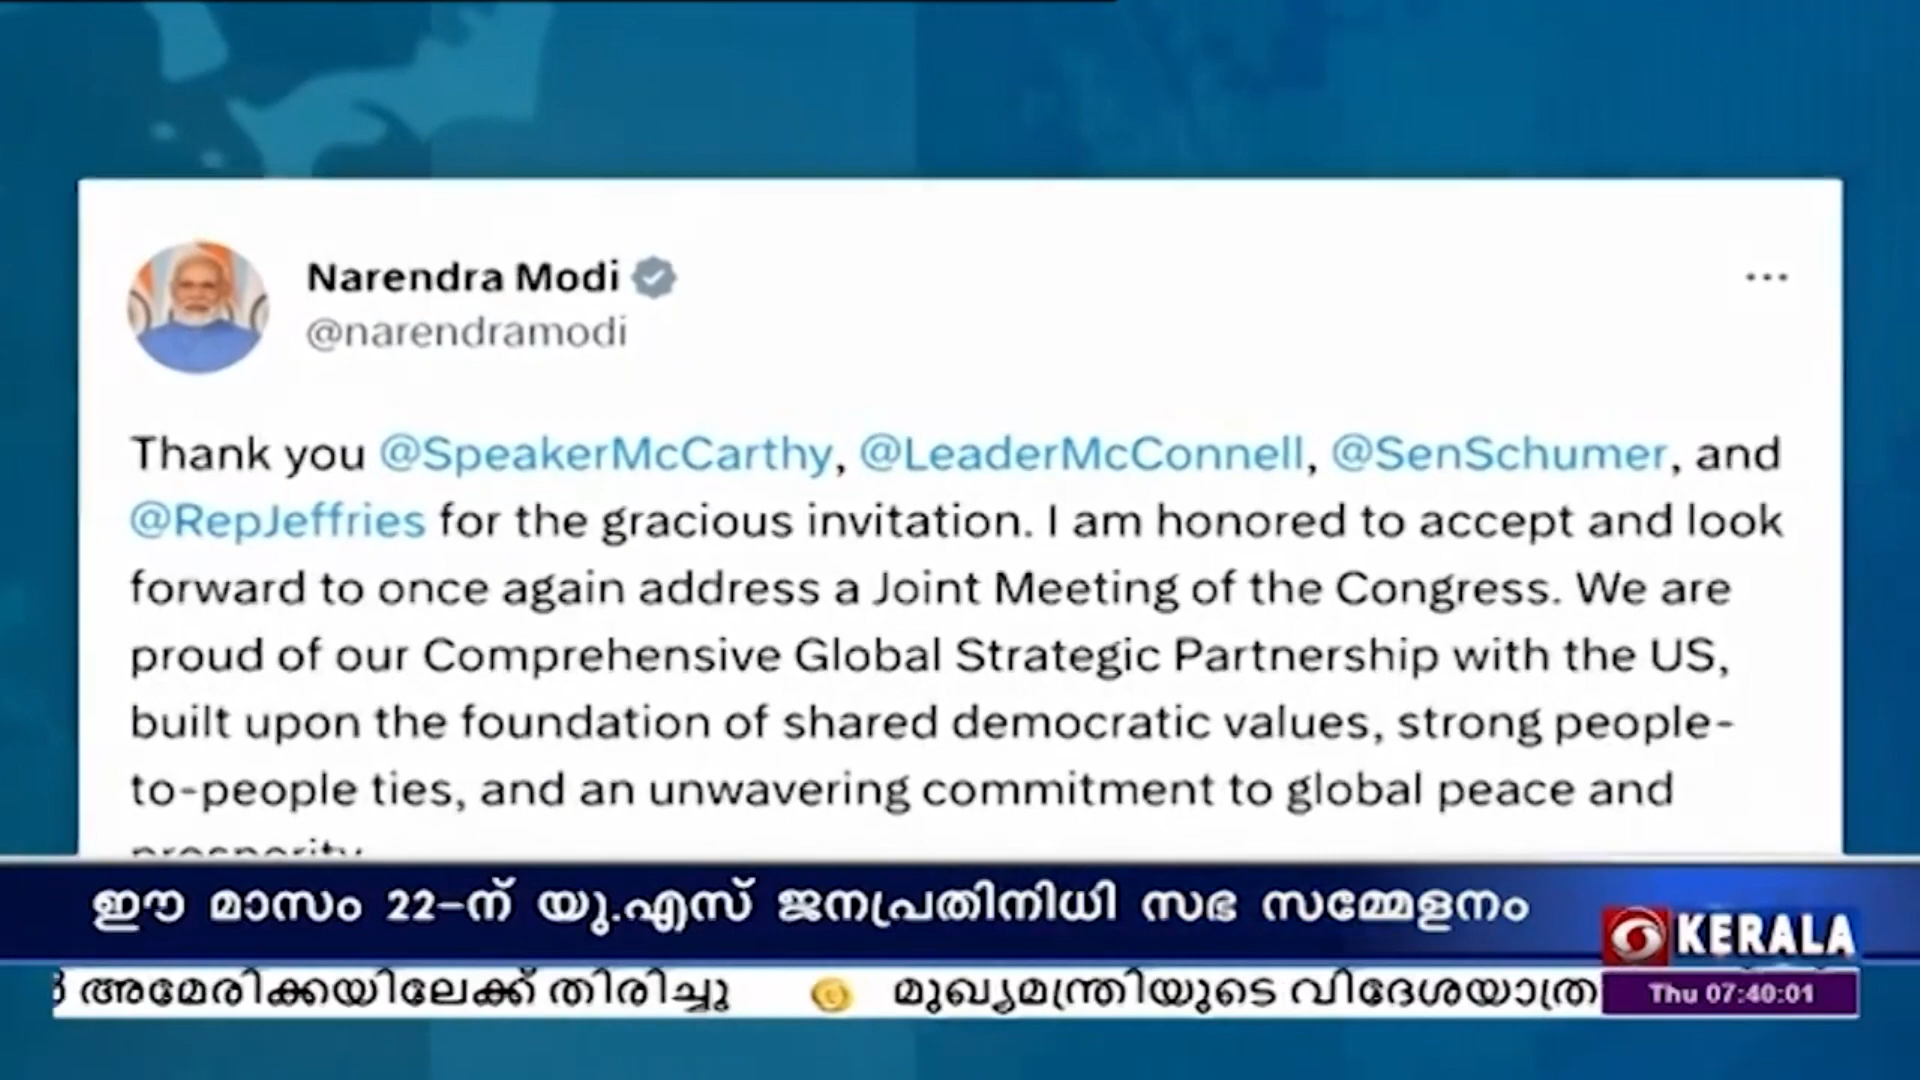 Narendra Modi
@narendramodi
Thank you @SpeakerMcCarthy, @LeaderMcConnell, @SenSchumer, and
@RepJeffries for the gracious invitation. I am honored to accept and look
forward to once again address a Joint Meeting of the Congress. We are
proud of our Comprehensive Global Strategic Partnership with the US,
built upon the foundation of shared democratic values, strong people-
to-people ties, and an unwavering commitment to global peace and
prosperity.
ഈ മാസം 22-ന് യു.എസ് ജനപ്രതിനിധി സഭ സമ്മേളനം
KERALA
അമേരിക്കയിലേക്ക് തിരിച്ചു മുഖ്യമന്ത്രിയുടെ വിദേശയാത്ര
Thu 07:40:01